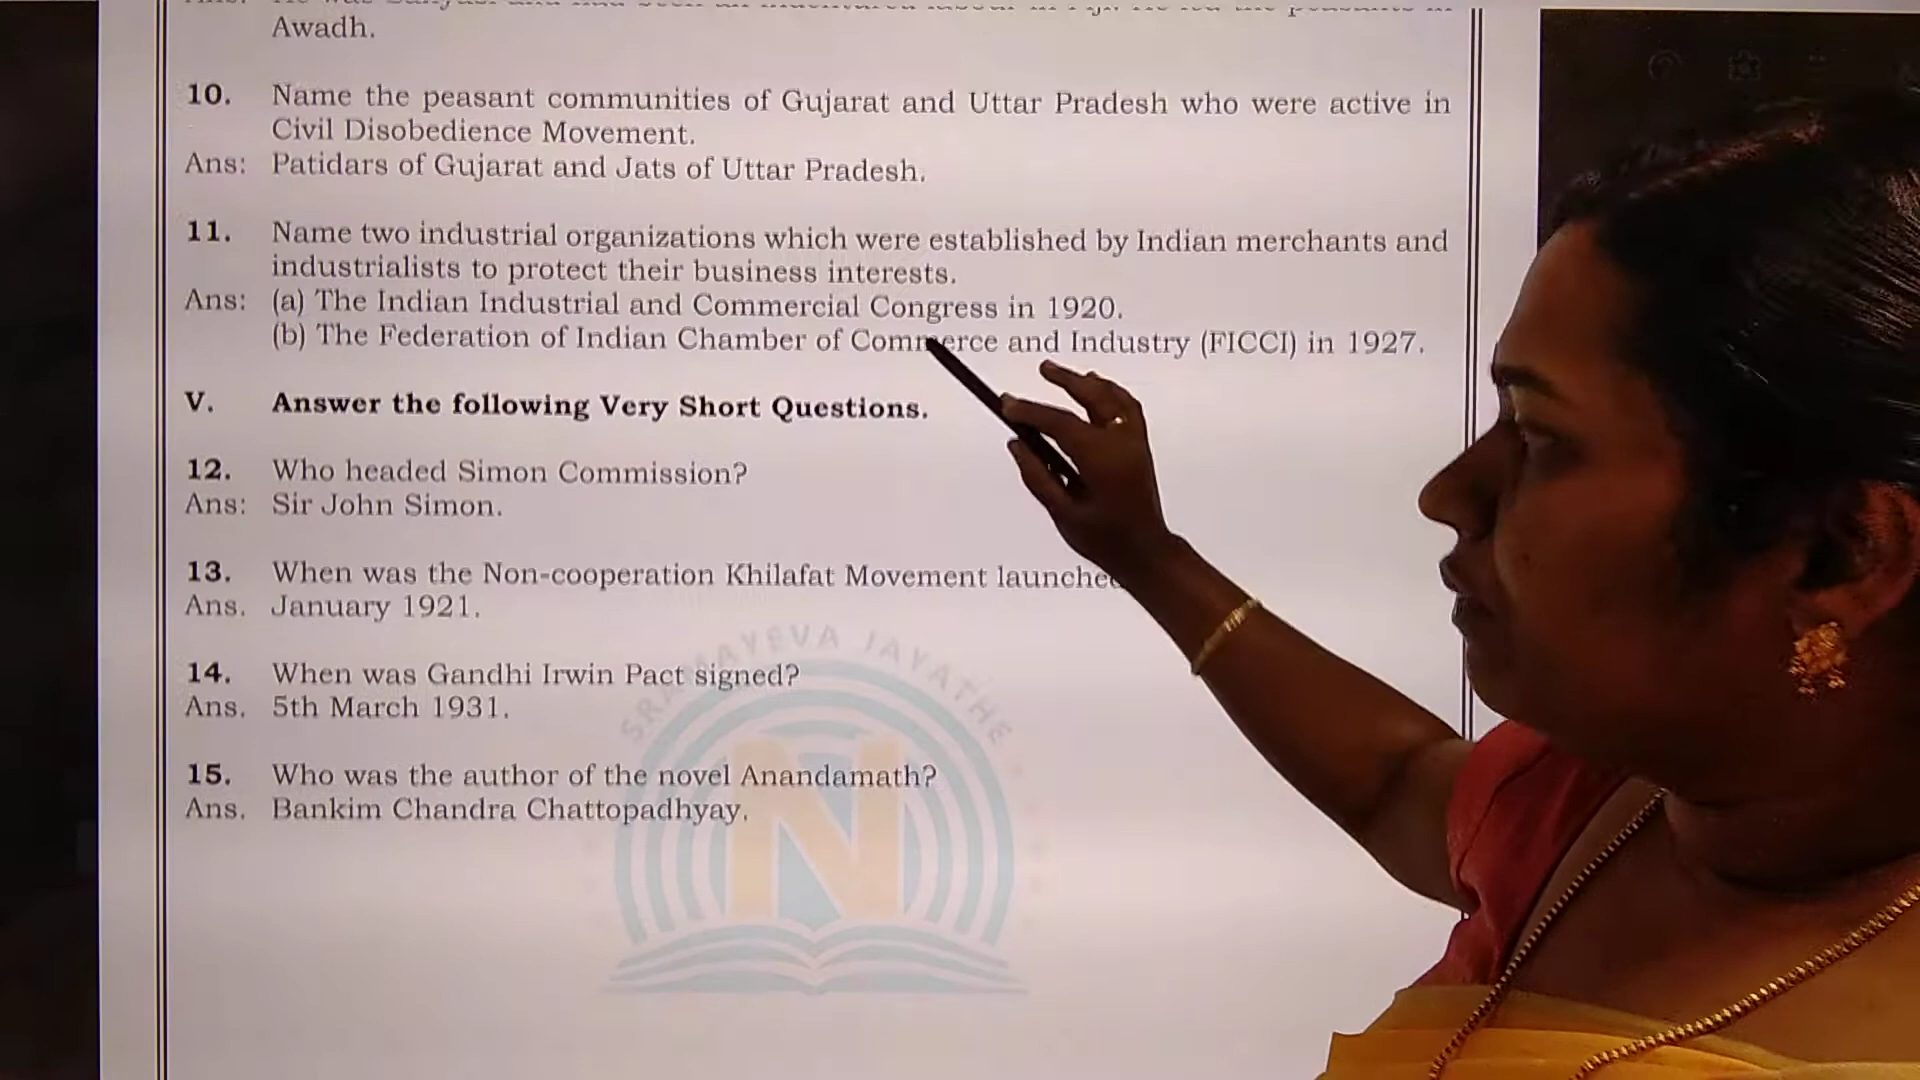 Awadh.
10. Name the peasant communities of Gujarat and Uttar Pradesh who were active in
Civil Disobedience Movement.
Ans: Patidars of Gujarat and Jats of Uttar Pradesh.
11. Name two industrial organizations which were established by Indian merchants and
industrialists to protect their business interests.
Ans: (a) The Indian Industrial and Commercial Congress in 1920.
(b) The Federation of Indian Chamber of Commerce and Industry (FICCI) in 1927.
V. Answer the following Very Short Questions.
12. Who headed Simon Commission?
Ans: Sir John Simon.
13. When was the Non-cooperation Khilafat Movement launched
Ans. January 1921.
14. When was Gandhi Irwin Pact signed?
Ans. 5th March 1931.
15. Who was the author of the novel Anandamath?
Ans. Bankim Chandra Chattopadhyay.
JAYATHE
N